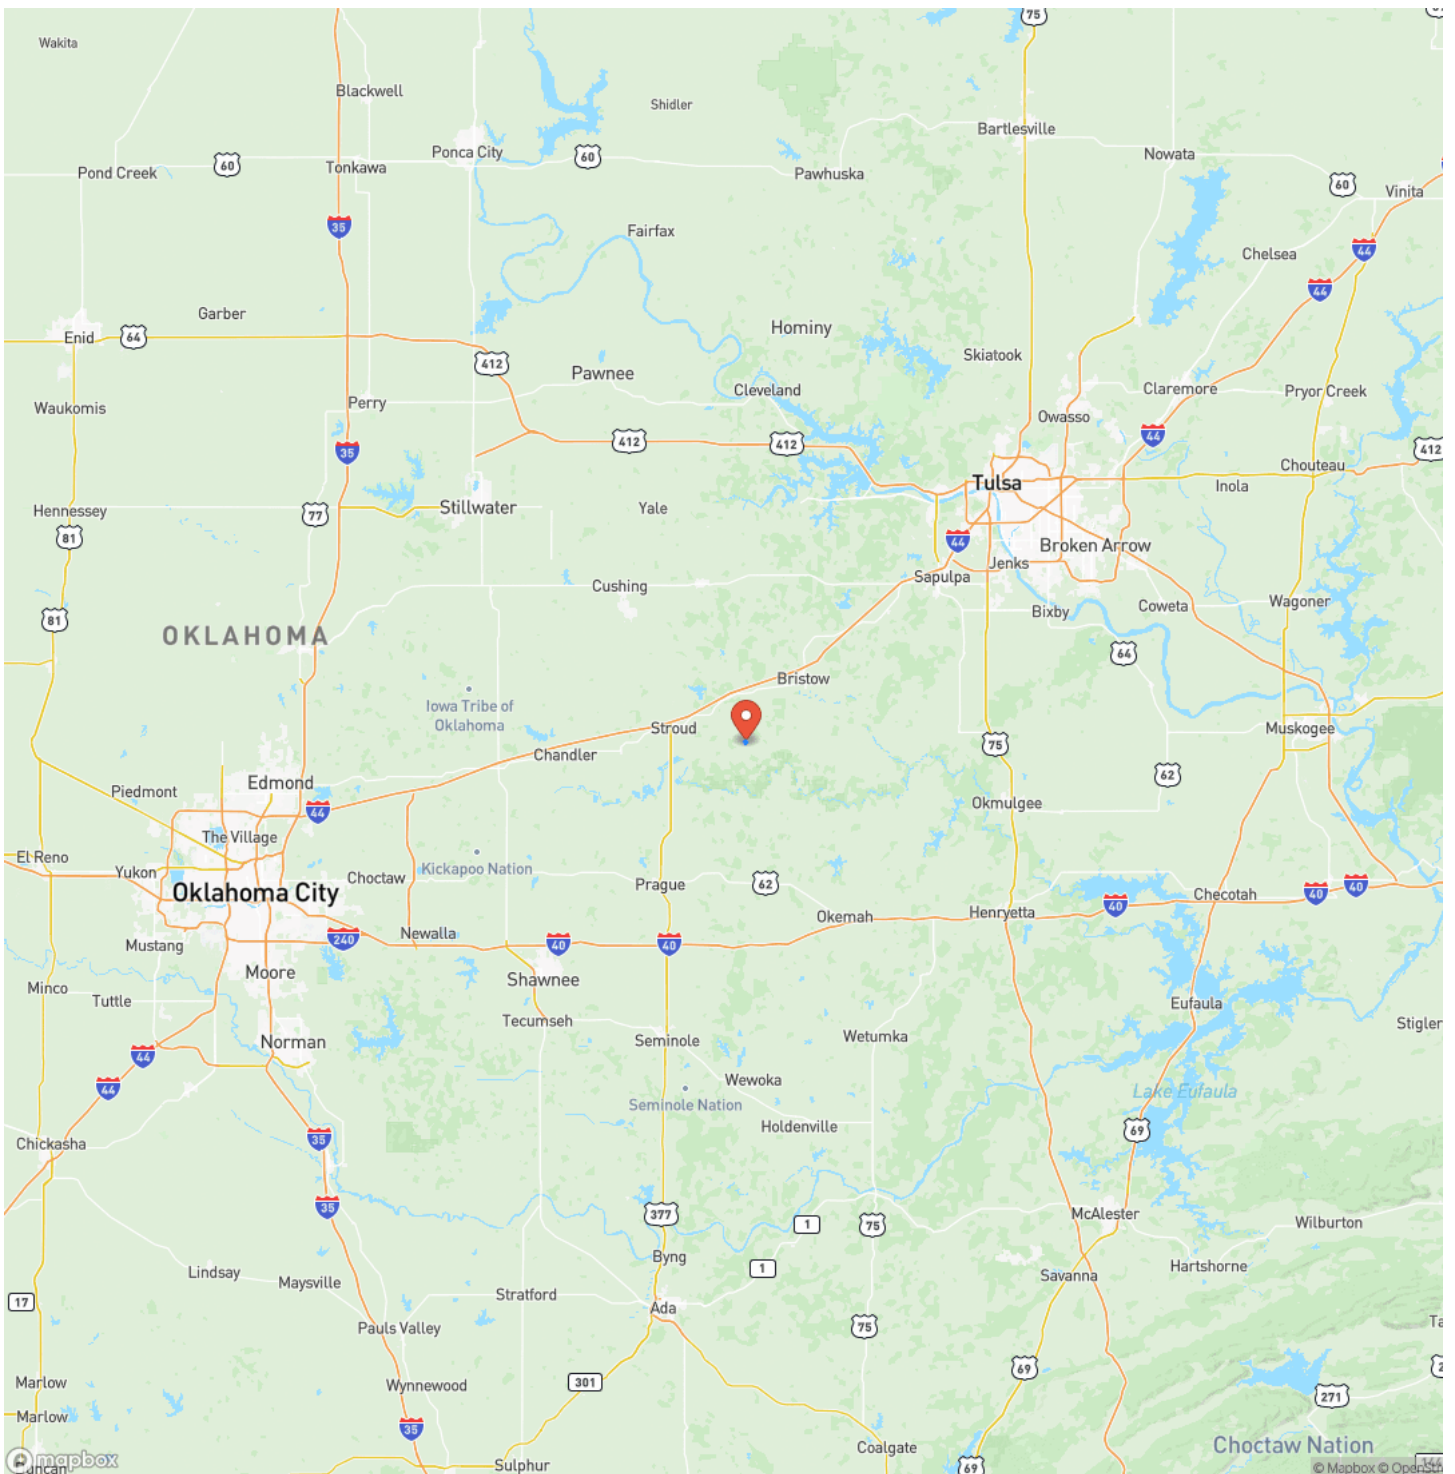 75
Wakita
Blackwell
Shidler
Bartlesville
Ponca City
60
60
Tonkawa
Nowata
Pond Creek
Pawhuska
60
Vinita
35
Fairfax
44
Chelsea
44
Garber
Hominy
Enid
64
Skiatook
412
Pawnee
Cleveland
Claremore
Pryor Creek
Waukomis
Perry
Owasso
412
412
44
412
35
Chouteau
Tulsa
Inola
Hennessey
77
Stillwater
Yale
81
44
Broken Arrow
Jenks
Sapulpa
Cushing
Wagoner
Coweta
Bixby
81
OKLAHOMA
64
Bristow
Iowa Tribe of
Oklahoma
Stroud
Muskogee
75
Chandler
62
Edmond
Piedmont
Okmulgee
44
The Village
El Reno
Kickapoo Nation
Yukon
Choctaw
Prague
62
40
40
Oklahoma City
Checotah
40
Okemah
Henryetta
Newalla
240
40
40
Mustang
Moore
Shawnee
Minco
Tuttle
Eufaula
Tecumseh
Stigler
Norman
Seminole
Wetumka
44
Wewoka
44
Lake Eufaula
Seminole Nation
Holdenville
69
35
Chickasha
35
377
1
75
McAlester
Wilburton
Byng
1
Hartshorne
Lindsay
Maysville
Savanna
17
Stratford
Ada
Pauls Valley
75
69
Marlow
Wynnewood
301
271
Marlow
35
Choctaw Nation
Coalgate
mapbox
Sulphur
69
© Mapbox © OpenStr